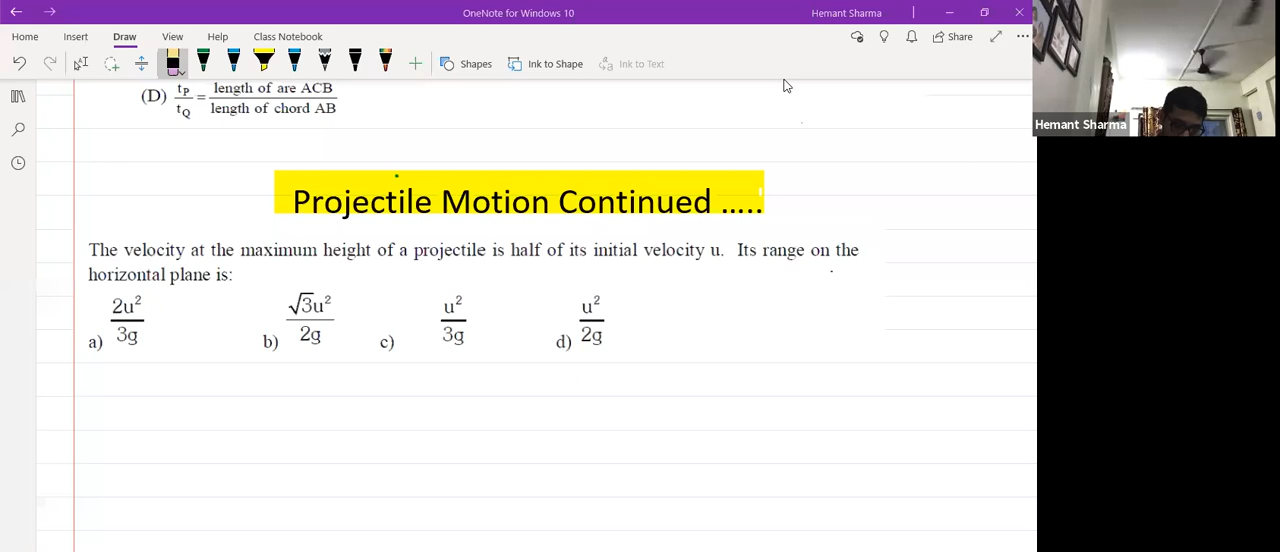 OneNote for Windows 10
Hemant Sharma
Home Insert Draw View Help Class Notebook
Share
Shapes Ink to Shape Ink to Text
(D) tP/tQ = length of are ACB/length of chord AB
Hemant Sharma
Projectile Motion Continued .....
The velocity at the maximum height of a projectile is half of its initial velocity u. Its range on the
horizontal plane is:
a) 2u²/3g b) √3u²/2g c) u²/3g d) u²/2g